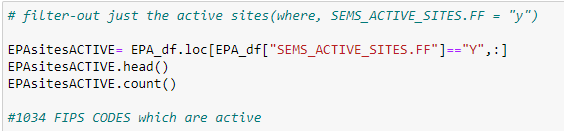 # filter-out just the active sites(where, SEMS_ACTIVE_SITES.FF = "y")
EPAsitesACTIVE= EPA_df.loc[EPA_df["SEMS_ACTIVE_SITES.FF"]=="Y",:]
EPAsitesACTIVE.head()
EPAsitesACTIVE.count()
#1034 FIPS CODES which are active